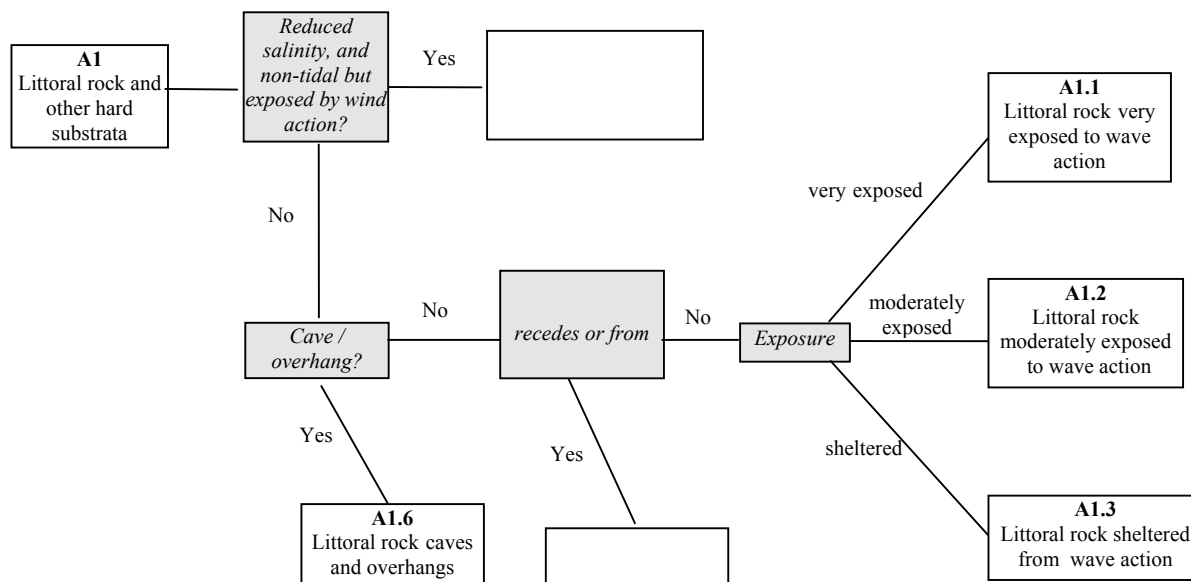 A1
Littoral rock and
other hard
substrata
Reduced
salinity, and
non-tidal but
exposed by wind
action?
Yes
No
Cave /
overhang?
No
recedes or from
No
Exposure
very exposed
moderately
exposed
sheltered
A1.1
Littoral rock very
exposed to wave
action
A1.2
Littoral rock
moderately exposed
to wave action
A1.3
Littoral rock sheltered
from wave action
Yes
A1.6
Littoral rock caves
and overhangs
Yes